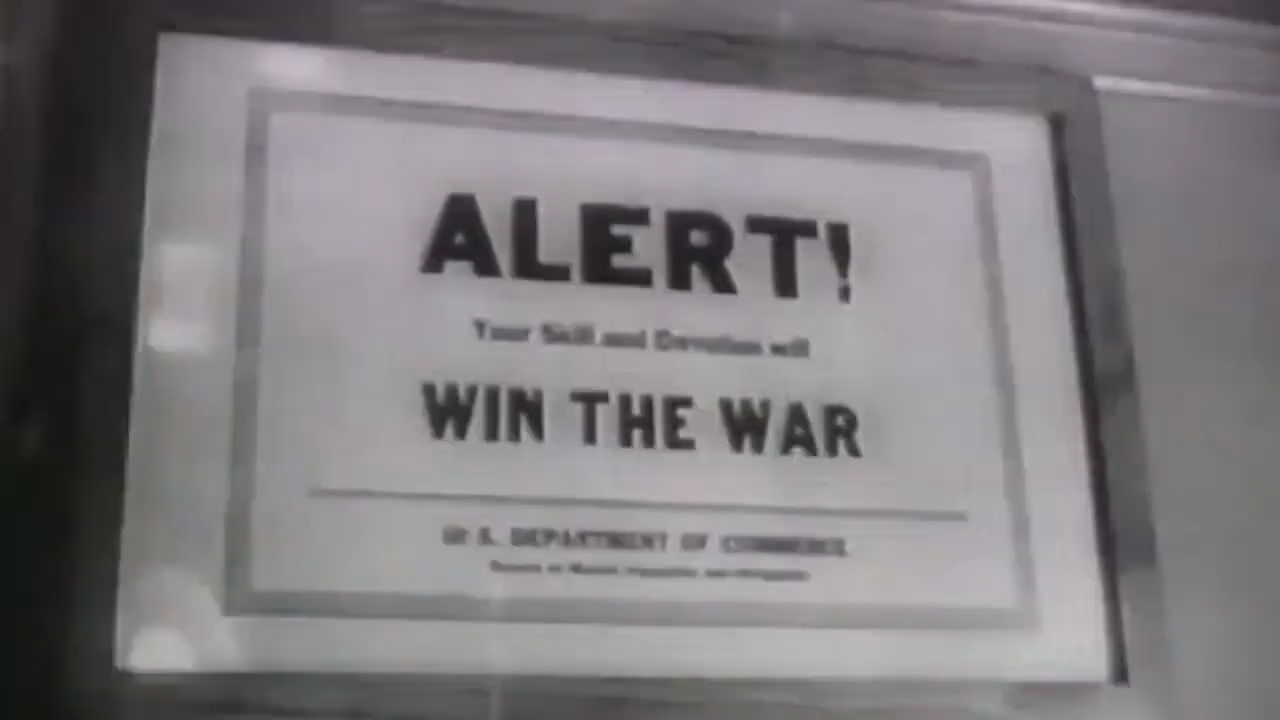 ALERT!
Your Skill and Devotion will
WIN THE WAR
U. S. DEPARTMENT OF COMMERCE